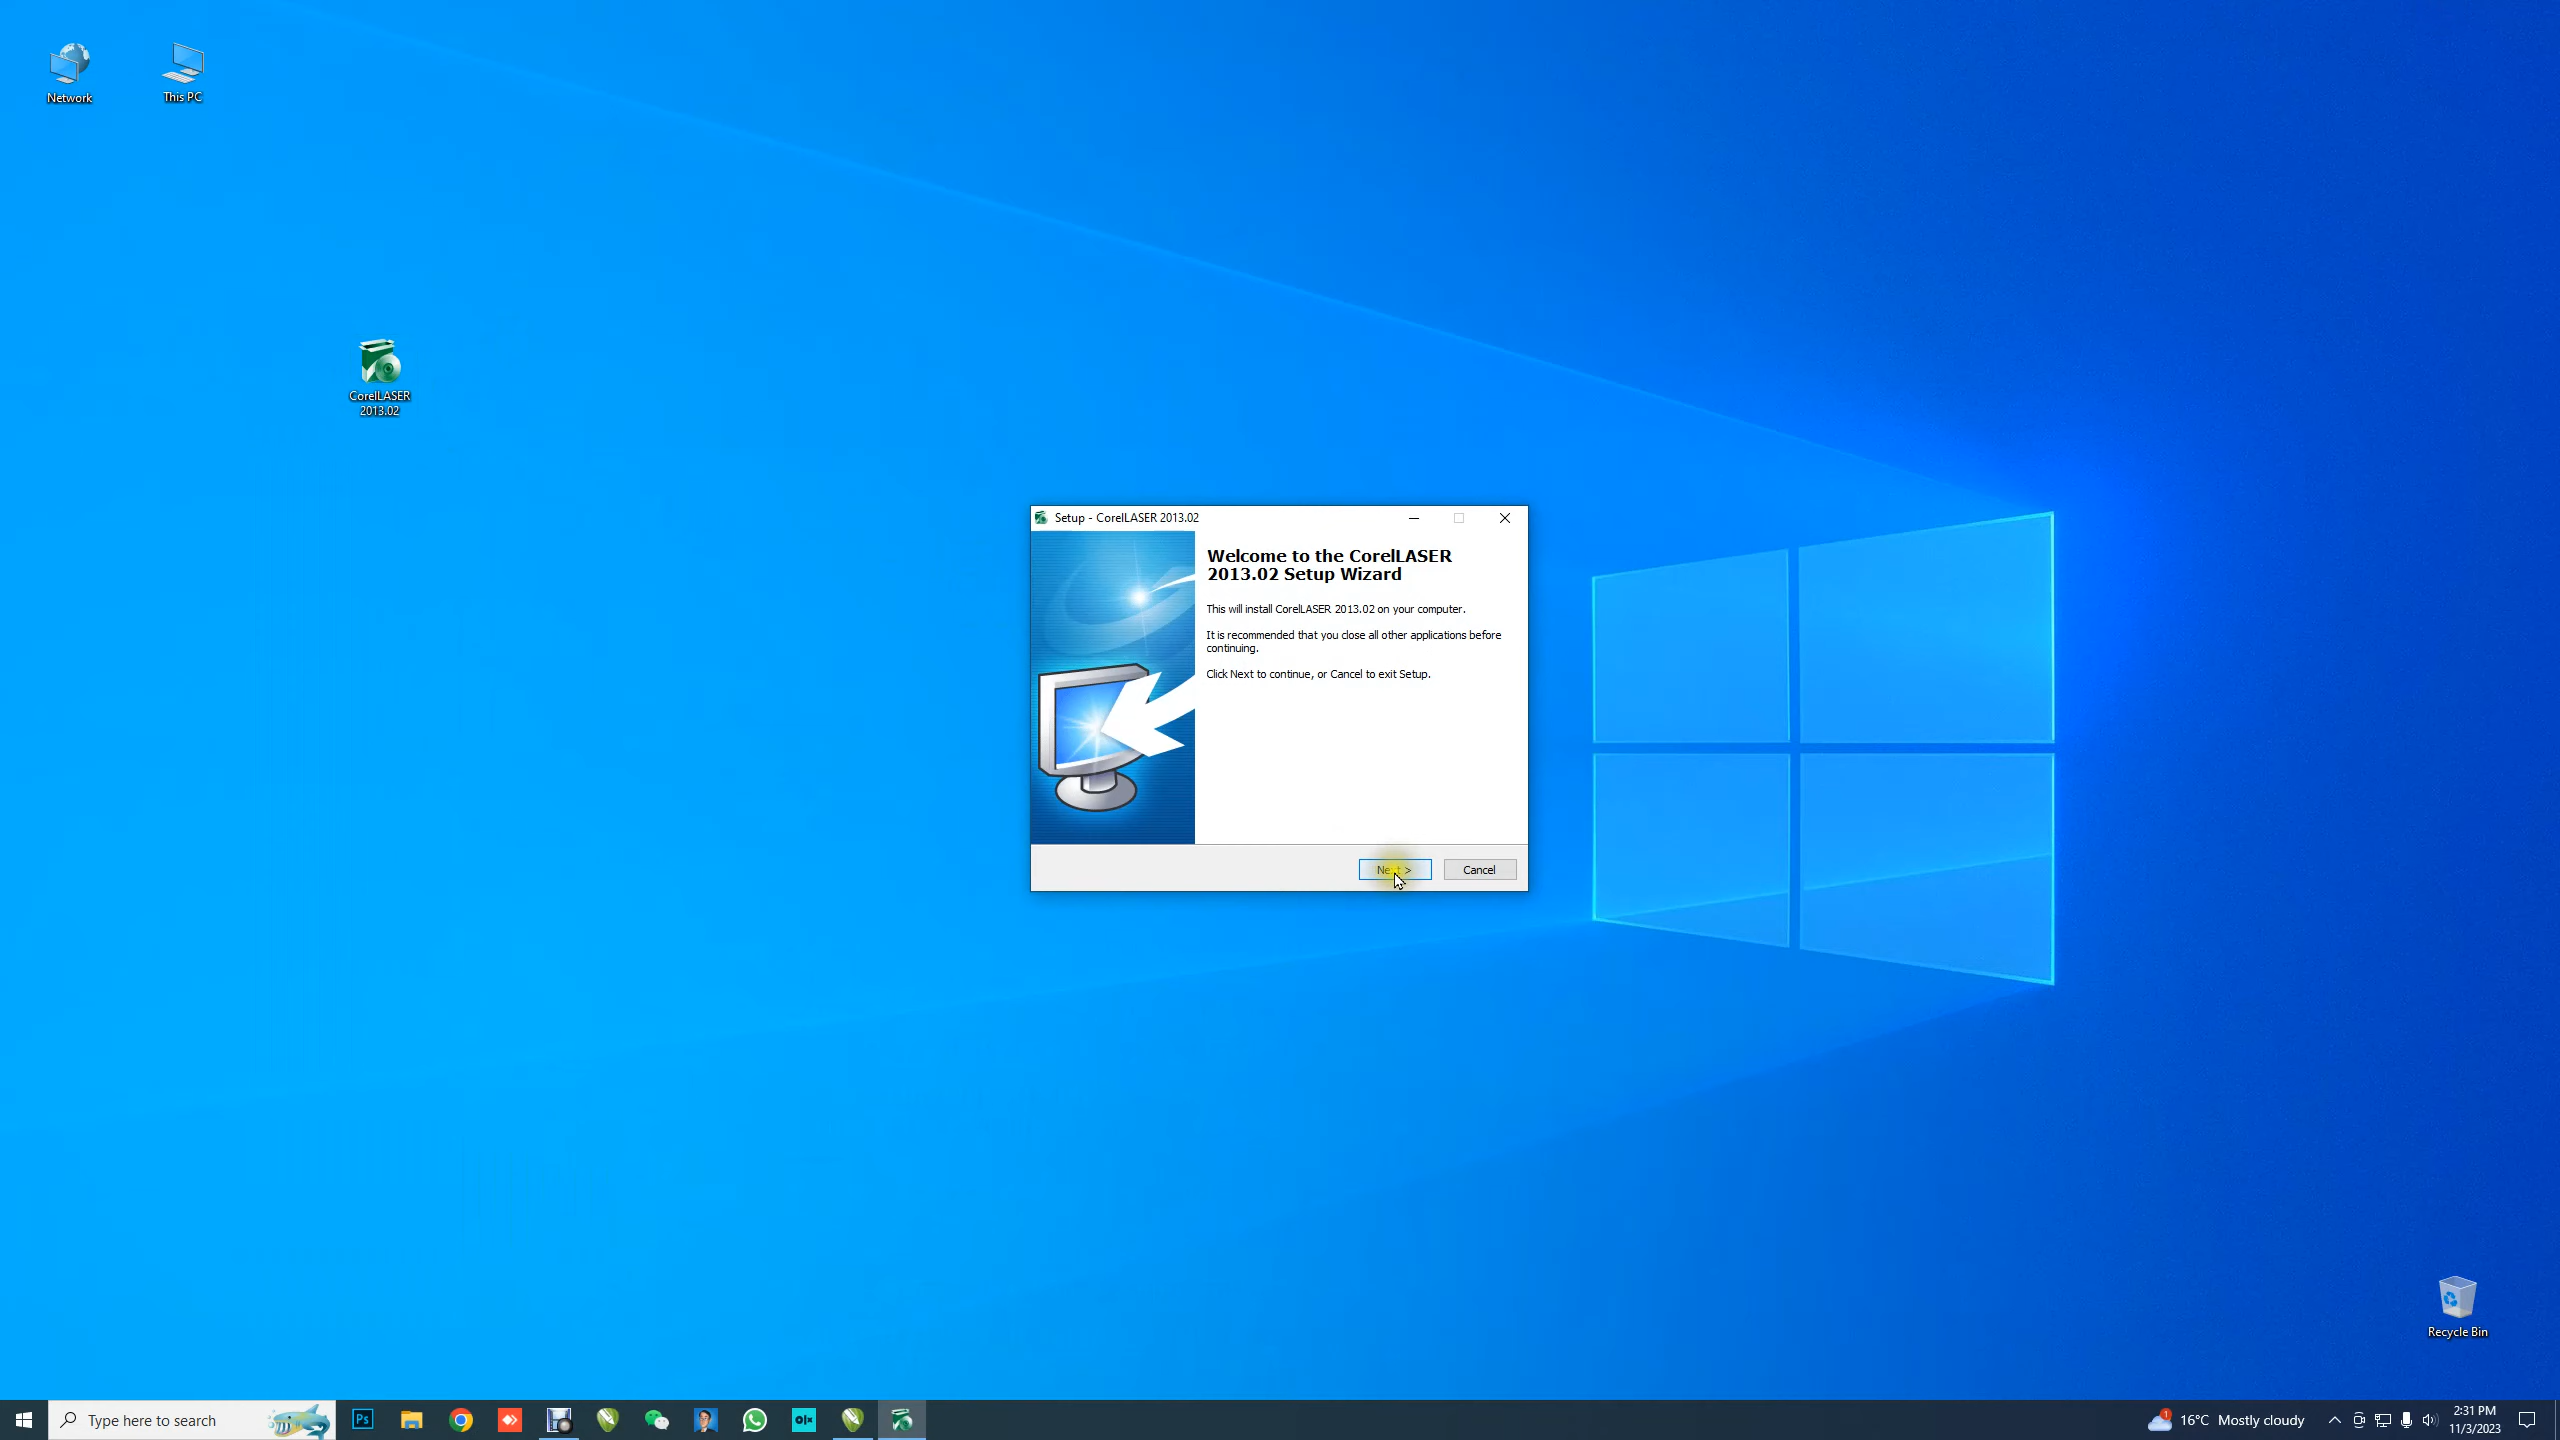 Network
This PC
CorelLASER
2013.02
Setup - CorelLASER 2013.02
Welcome to the CorelLASER
2013.02 Setup Wizard
This will install CorelLASER 2013.02 on your computer.
It is recommended that you close all other applications before
continuing.
Click Next to continue, or Cancel to exit Setup.
Next >
Cancel
Recycle Bin
Type here to search
Ps
olx
1
16°C Mostly cloudy
2:31 PM
11/3/2023